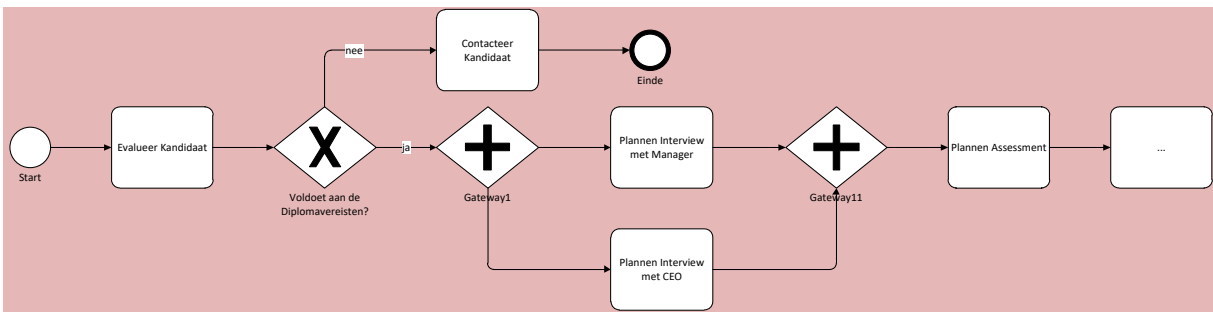 Contacteer
Kandidaat
nee
Einde
Start
Evalueer Kandidaat
Voldoet aan de
Diplomavereisten?
ja
Gateway1
Plannen Interview
met Manager
Plannen Interview
met CEO
Gateway11
Plannen Assessment
...